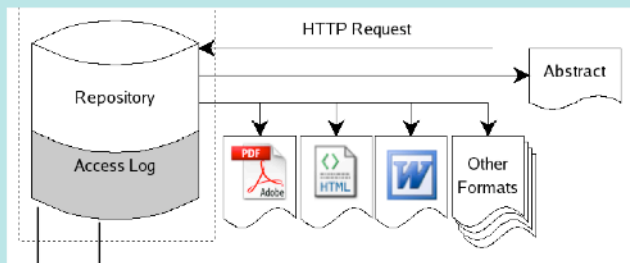 HTTP Request
Abstract
Repository
Access Log
PDF
Adobe
HTML
W
Other
Formats